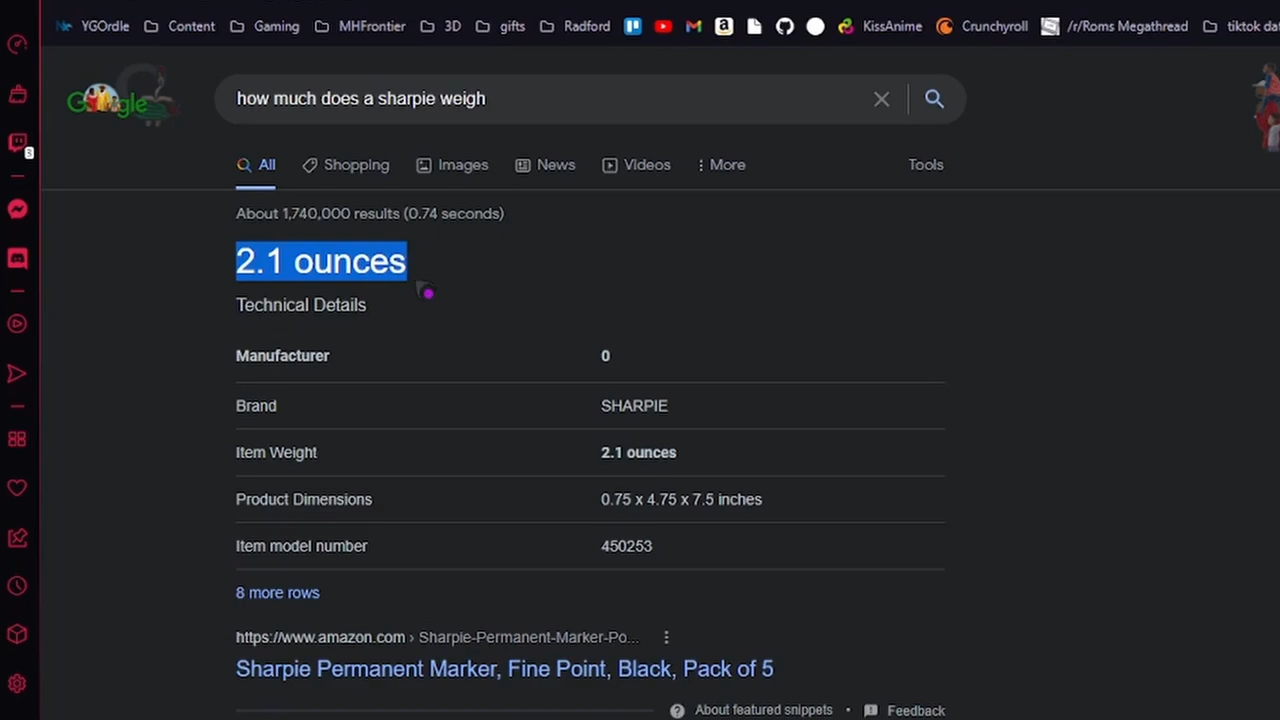 YGOrdle Content Gaming MHFrontier 3D gifts Radford KissAnime Crunchyroll /r/Roms Megathread tiktok dat
Google how much does a sharpie weigh
3
All Shopping Images News Videos More Tools
About 1,740,000 results (0.74 seconds)
2.1 ounces
Technical Details
Manufacturer 0
Brand SHARPIE
Item Weight 2.1 ounces
Product Dimensions 0.75 x 4.75 x 7.5 inches
Item model number 450253
8 more rows
https://www.amazon.com › Sharpie-Permanent-Marker-Po...
Sharpie Permanent Marker, Fine Point, Black, Pack of 5
About featured snippets • Feedback